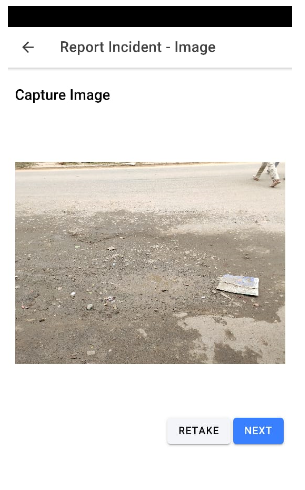 Report Incident - Image
Capture Image
RETAKE NEXT